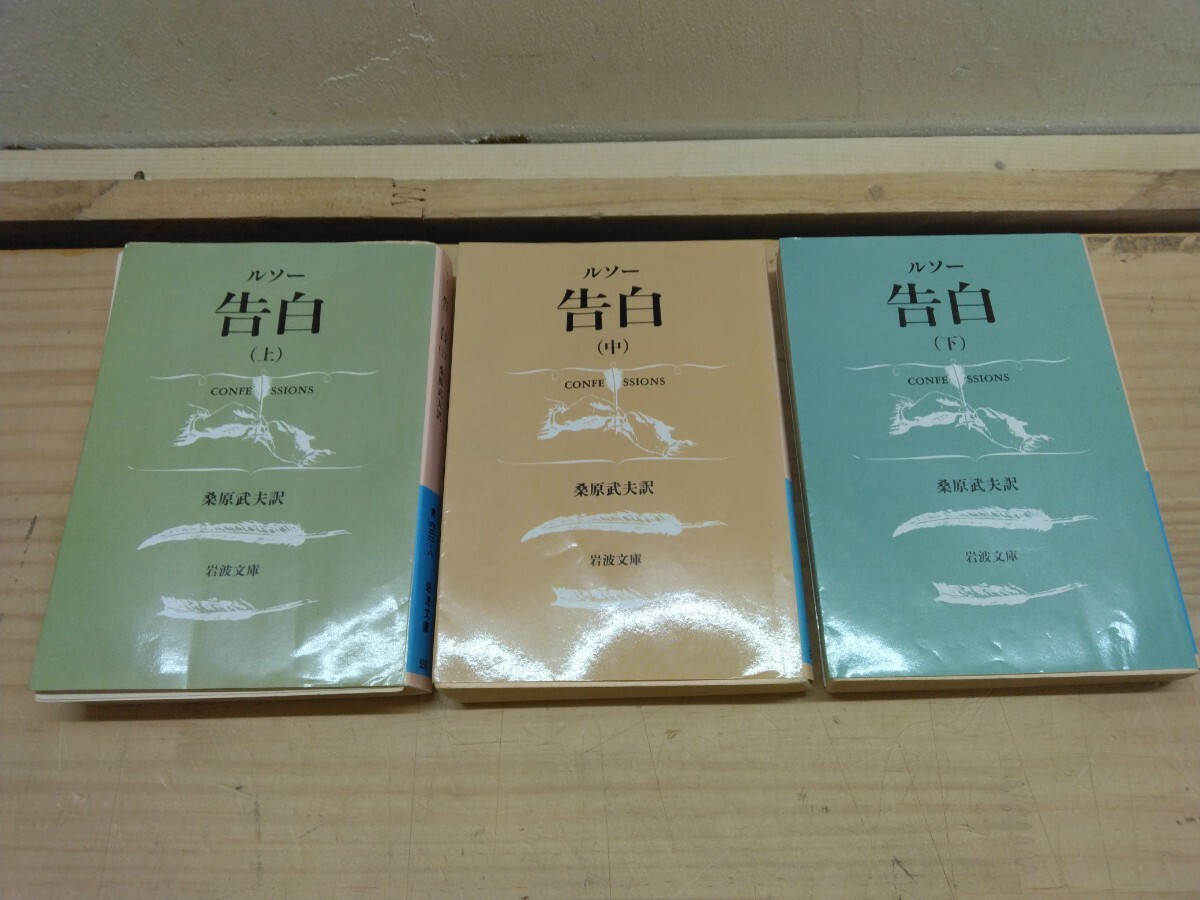 ルソー
告白
（上）
CONFESSIONS
桑原武夫訳
岩波文庫
ルソー
告白
（中）
CONFESSIONS
桑原武夫訳
岩波文庫
ルソー
告白
（下）
CONFESSIONS
桑原武夫訳
岩波文庫